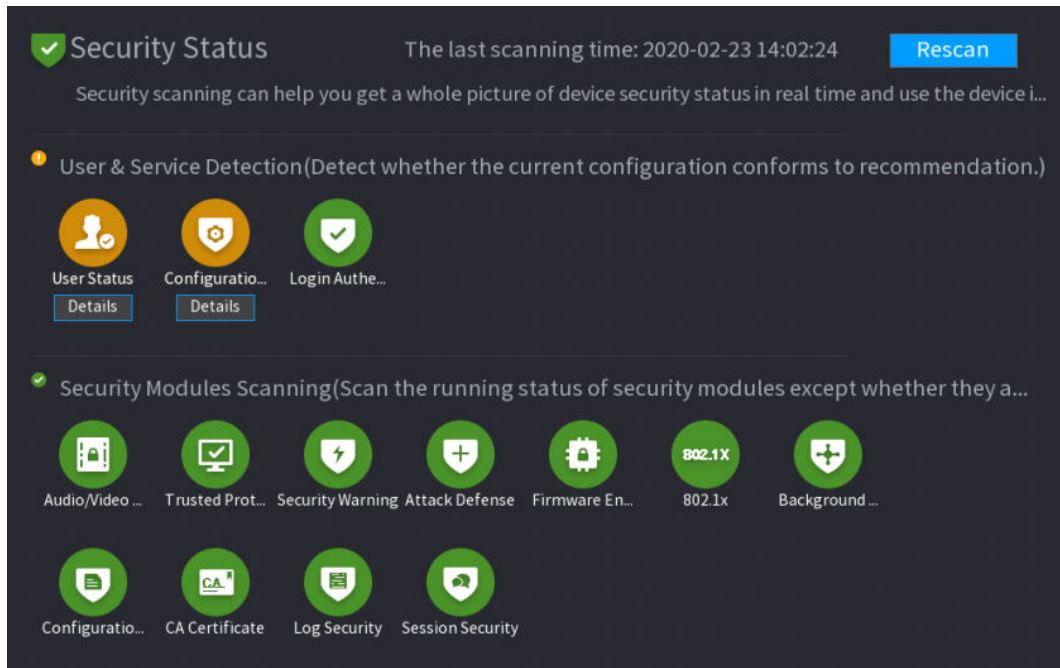 Security Status
The last scanning time: 2020-02-23 14:02:24
Rescan
Security scanning can help you get a whole picture of device security status in real time and use the device i...
User & Service Detection(Detect whether the current configuration conforms to recommendation.)
User Status
Configuratio...
Login Authe...
Details
Details
Security Modules Scanning(Scan the running status of security modules except whether they a...
802.1X
Audio/Video ...
Trusted Prot...
Security Warning
Attack Defense
Firmware En...
802.1x
Background ...
CA
Configuratio...
CA Certificate
Log Security
Session Security